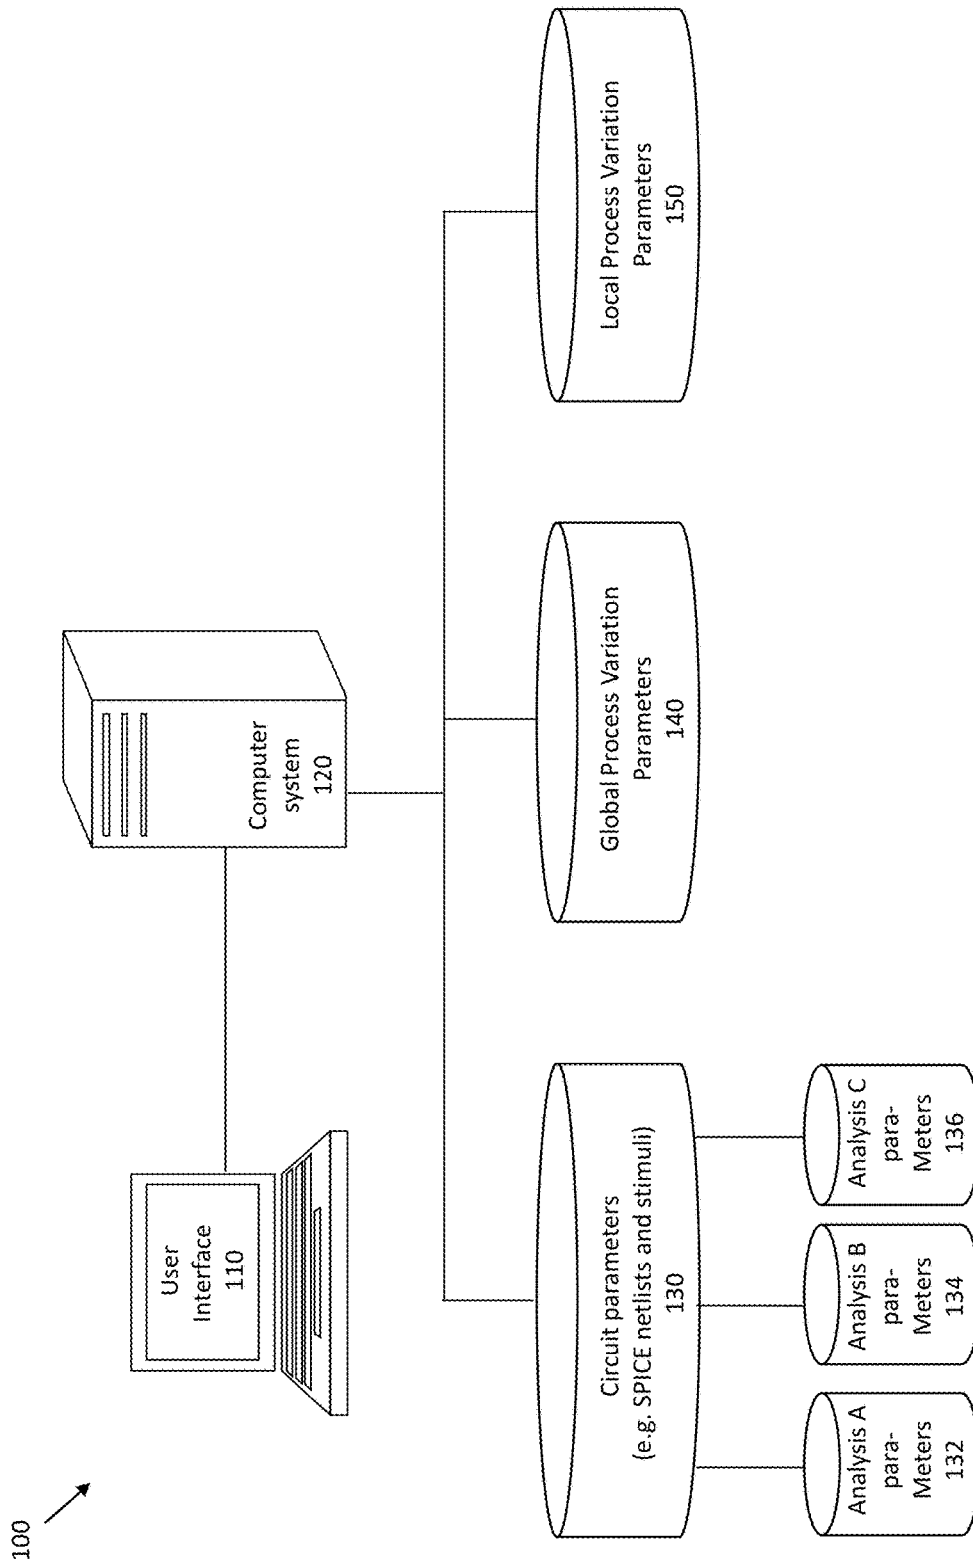 100
User
Interface
110
Computer
system
120
Circuit parameters
(e.g. SPICE netlists and stimuli)
130
Global Process Variation
Parameters
140
Local Process Variation
Parameters
150
Analysis A
para-
Meters
132
Analysis B
para-
Meters
134
Analysis C
para-
Meters
136